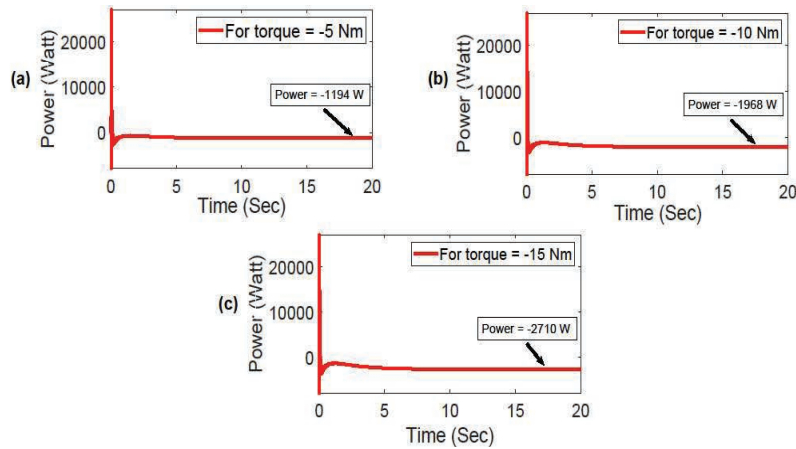 (a)
Power (Watt)
20000
10000
0
For torque = -5 Nm
Power = -1194 W
0 5 10 15 20
Time (Sec)
(b)
Power (Watt)
20000
10000
0
For torque = -10 Nm
Power = -1968 W
0 5 10 15 20
Time (Sec)
(c)
Power (Watt)
20000
10000
0
For torque = -15 Nm
Power = -2710 W
0 5 10 15 20
Time (Sec)